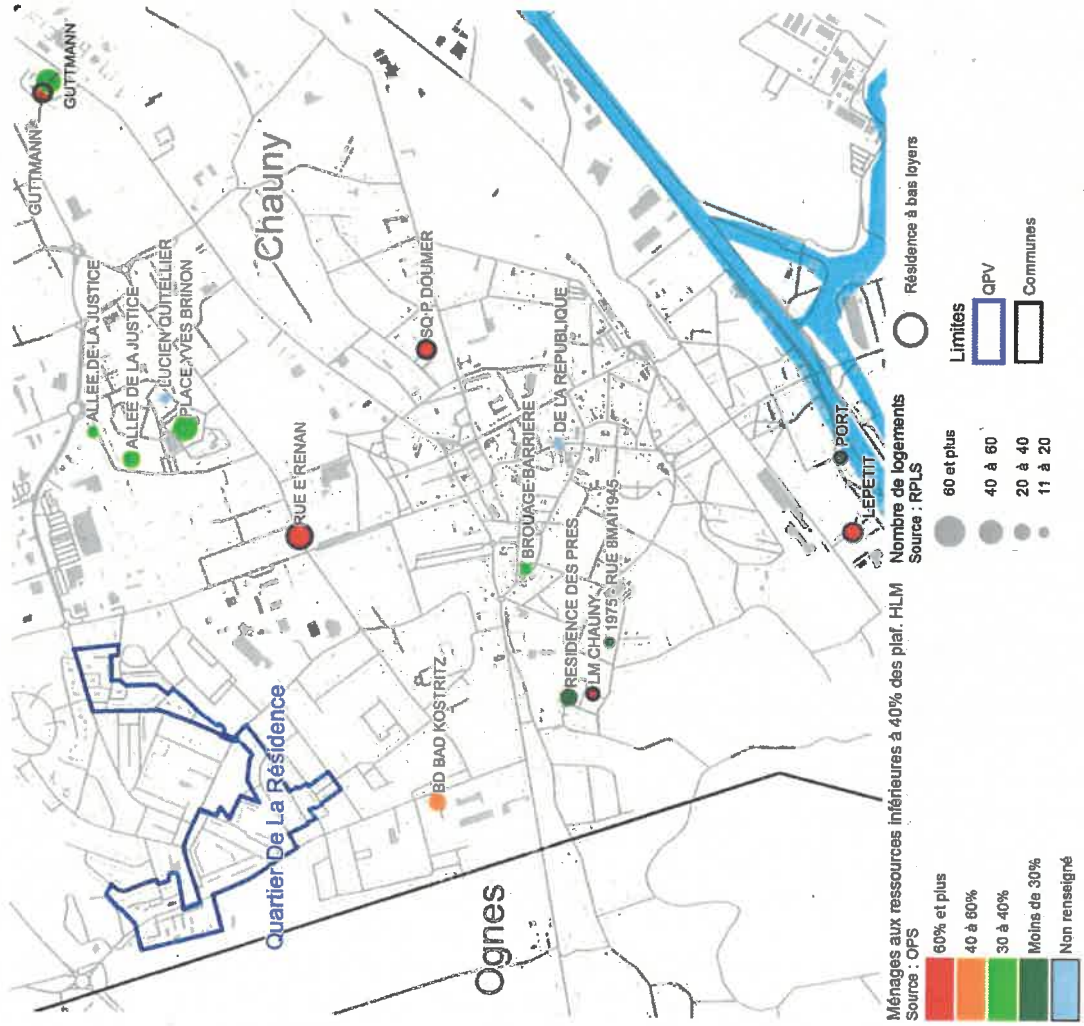 GUTTMANN
GUTTMANN
Chauny
ALLEE DE LA JUSTICE
ALLEE DE LA JUSTICE
LUCIEN QUITELLIER
PLACE YVES BRINON
SQ P DOUMER
RUE E RENAN
DE LA REPUBLIQUE
BROUAGE BARRIERE
Quartier De La Résidence
BD BAD KOSTRITZ
RESIDENCE DES PRES
LM CHAUNY
1975 - RUE 8MAI1945
PORT
LEPETIT
Ognes
Ménages aux ressources inférieures à 40% des plaf. HLM
Source : OPS
60% et plus
40 à 60%
30 à 40%
Moins de 30%
Non renseigné
Nombre de logements
Source : RPLS
60 et plus
40 à 60
20 à 40
11 à 20
Résidence à bas loyers
Limites
QPV
Communes